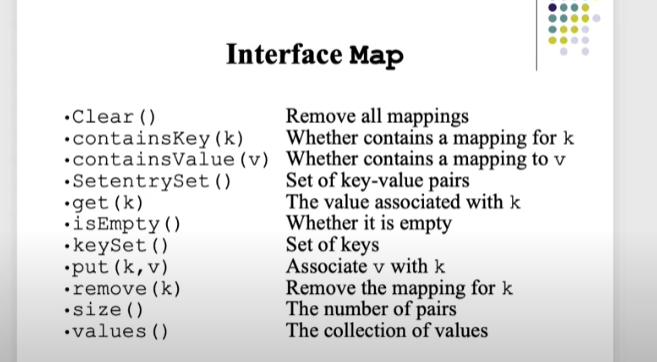 Interface Map
•Clear() Remove all mappings
•containsKey(k) Whether contains a mapping for k
•containsValue(v) Whether contains a mapping to v
•SetentrySet() Set of key-value pairs
•get(k) The value associated with k
•isEmpty() Whether it is empty
•keySet() Set of keys
•put(k,v) Associate v with k
•remove(k) Remove the mapping for k
•size() The number of pairs
•values() The collection of values